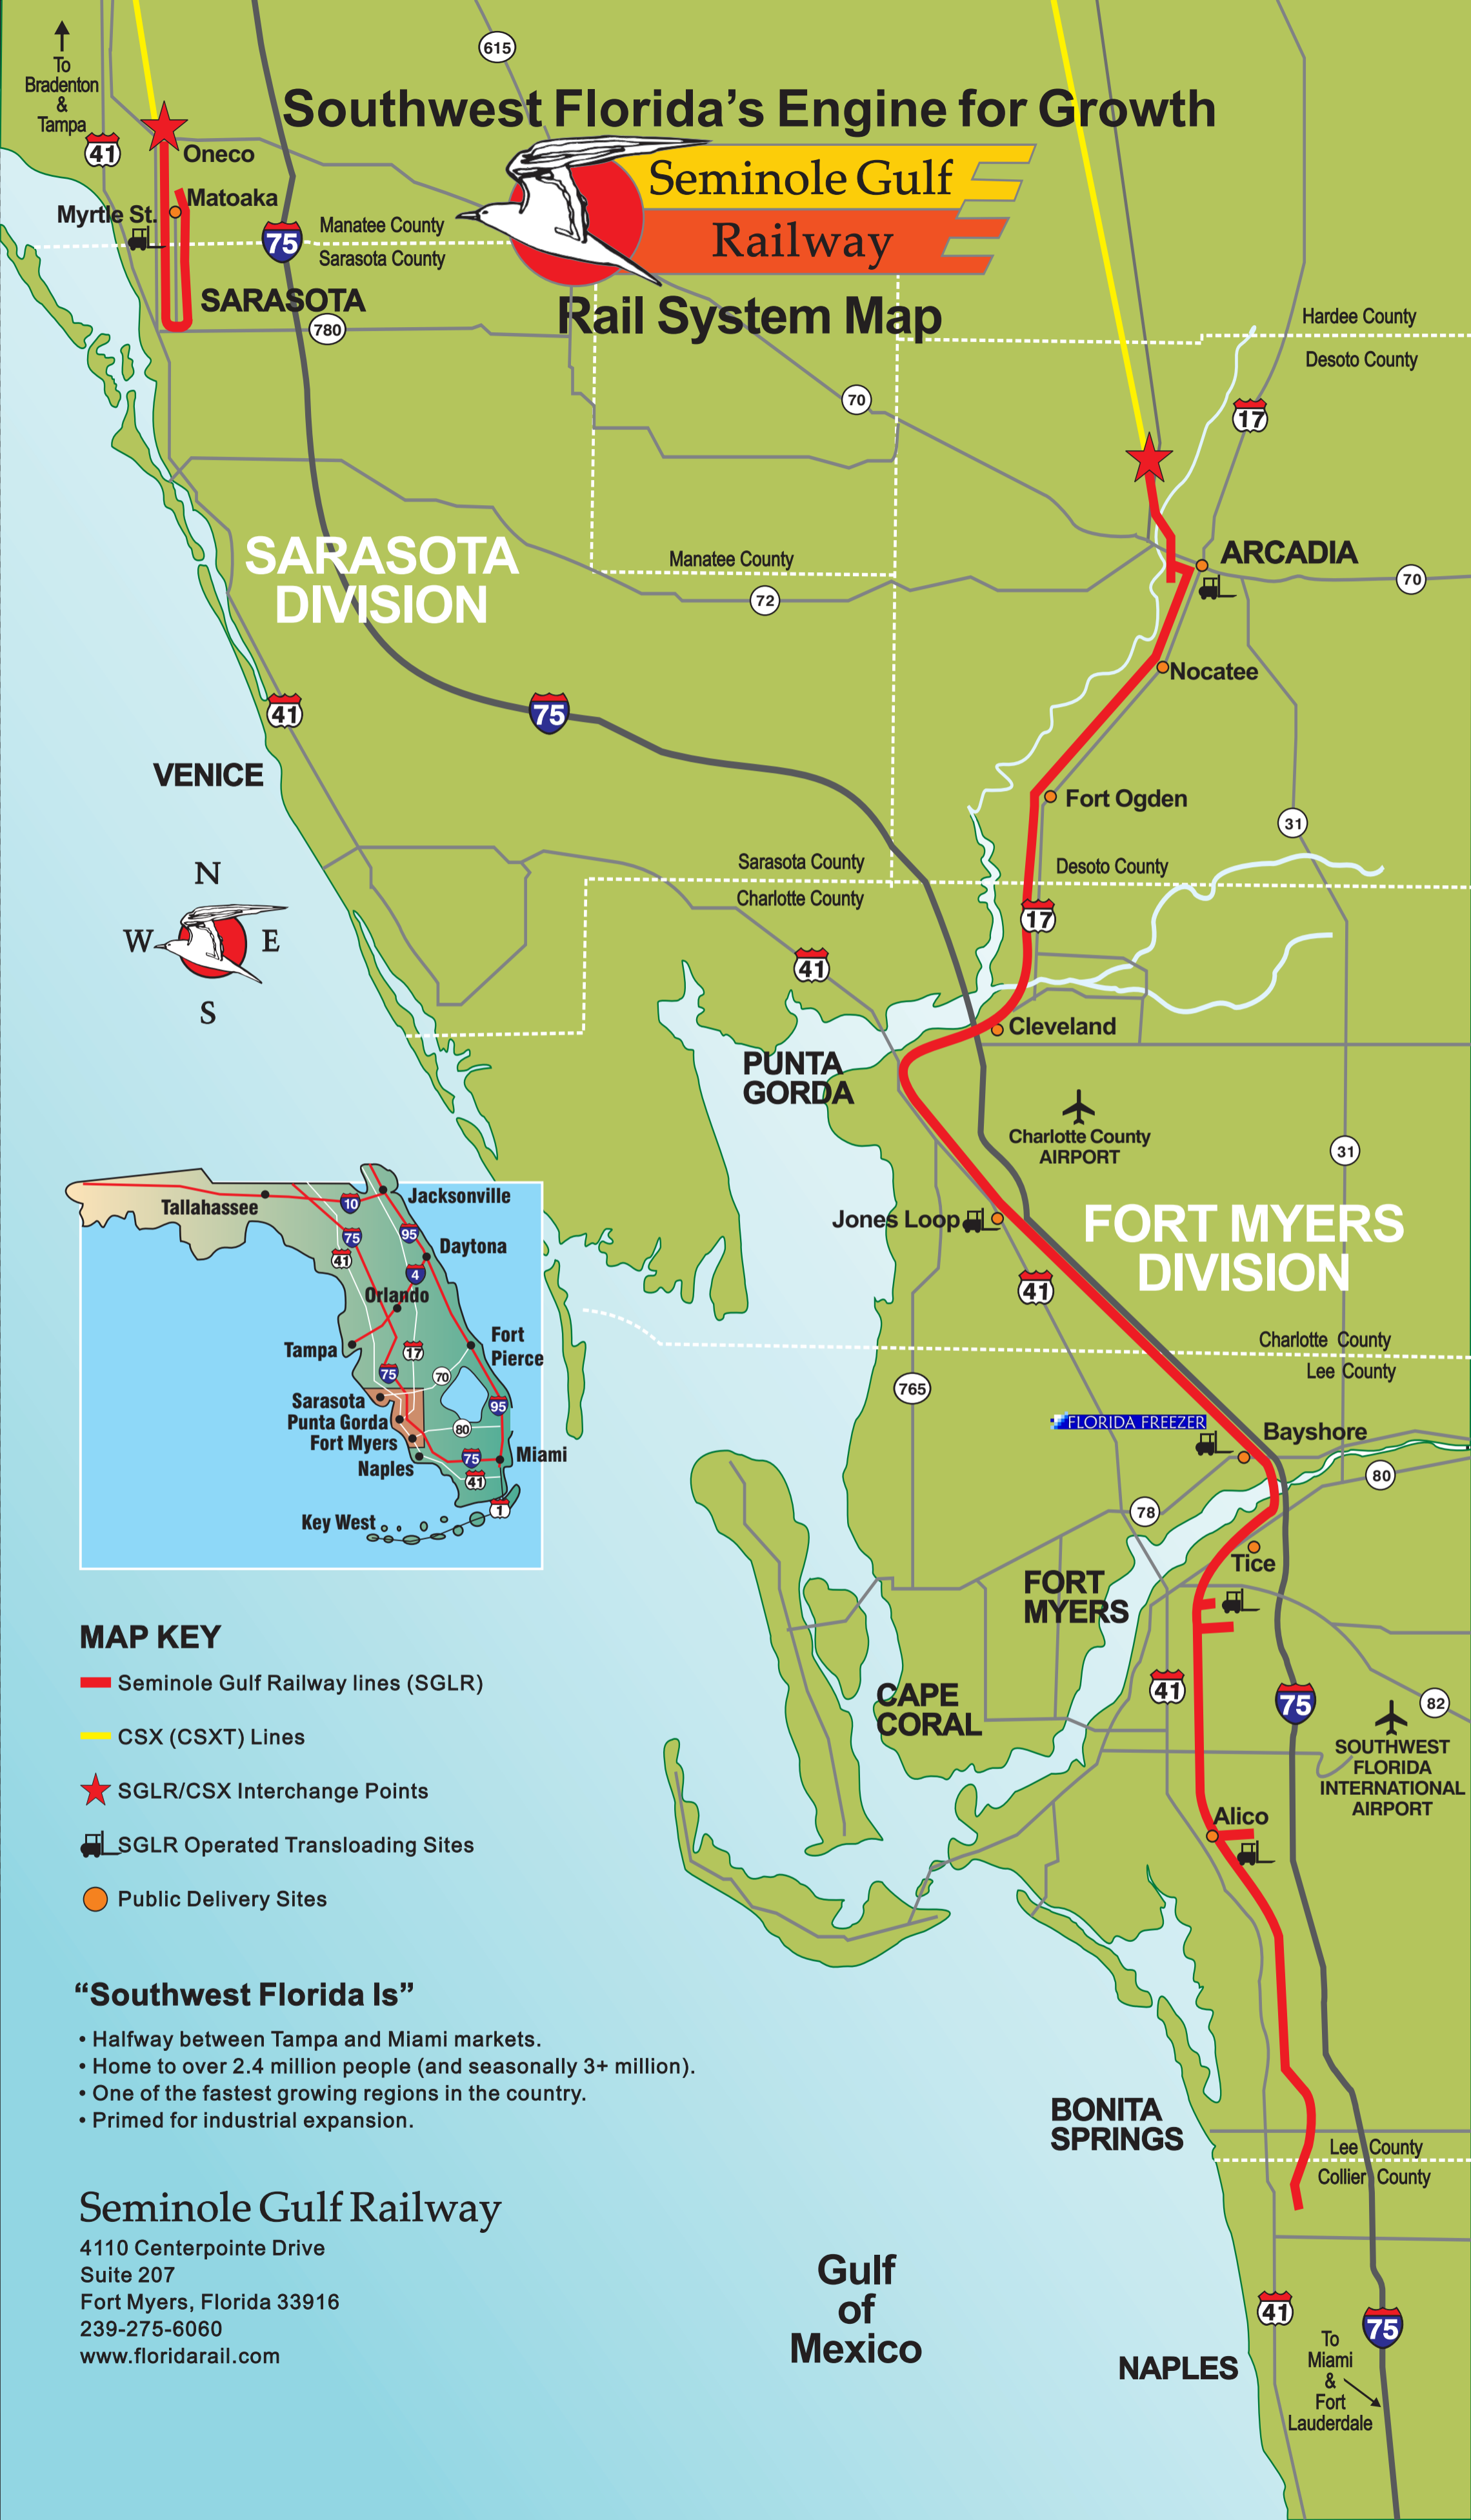 To
Bradenton
&
Tampa
615
Southwest Florida's Engine for Growth
Seminole Gulf
Railway
Rail System Map
41
Oneco
Matoaka
Myrtle St.
75
Manatee County
Sarasota County
SARASOTA
780
Hardee County
Desoto County
70
17
SARASOTA
DIVISION
Manatee County
72
ARCADIA
70
Nocatee
41
75
VENICE
Fort Ogden
31
Sarasota County
Charlotte County
Desoto County
17
N
W
E
S
41
Cleveland
PUNTA
GORDA
Charlotte County
AIRPORT
31
Jones Loop
FORT MYERS
DIVISION
41
Charlotte County
Lee County
765
FLORIDA FREEZER
Bayshore
80
78
Tice
FORT
MYERS
41
75
82
CAPE
CORAL
SOUTHWEST
FLORIDA
INTERNATIONAL
AIRPORT
Alico
BONITA
SPRINGS
Lee County
Collier County
41
75
To
Miami
&
Fort
Lauderdale
NAPLES
Gulf
of
Mexico
Tallahassee
10
Jacksonville
75
95
41
Daytona
4
Orlando
Tampa
17
Fort
Pierce
75
70
Sarasota
95
Punta Gorda
80
Fort Myers
Naples
75
Miami
41
1
Key West
MAP KEY
Seminole Gulf Railway lines (SGLR)
CSX (CSXT) Lines
SGLR/CSX Interchange Points
SGLR Operated Transloading Sites
Public Delivery Sites
“Southwest Florida Is”
• Halfway between Tampa and Miami markets.
• Home to over 2.4 million people (and seasonally 3+ million).
• One of the fastest growing regions in the country.
• Primed for industrial expansion.
Seminole Gulf Railway
4110 Centerpointe Drive
Suite 207
Fort Myers, Florida 33916
239-275-6060
www.floridarail.com